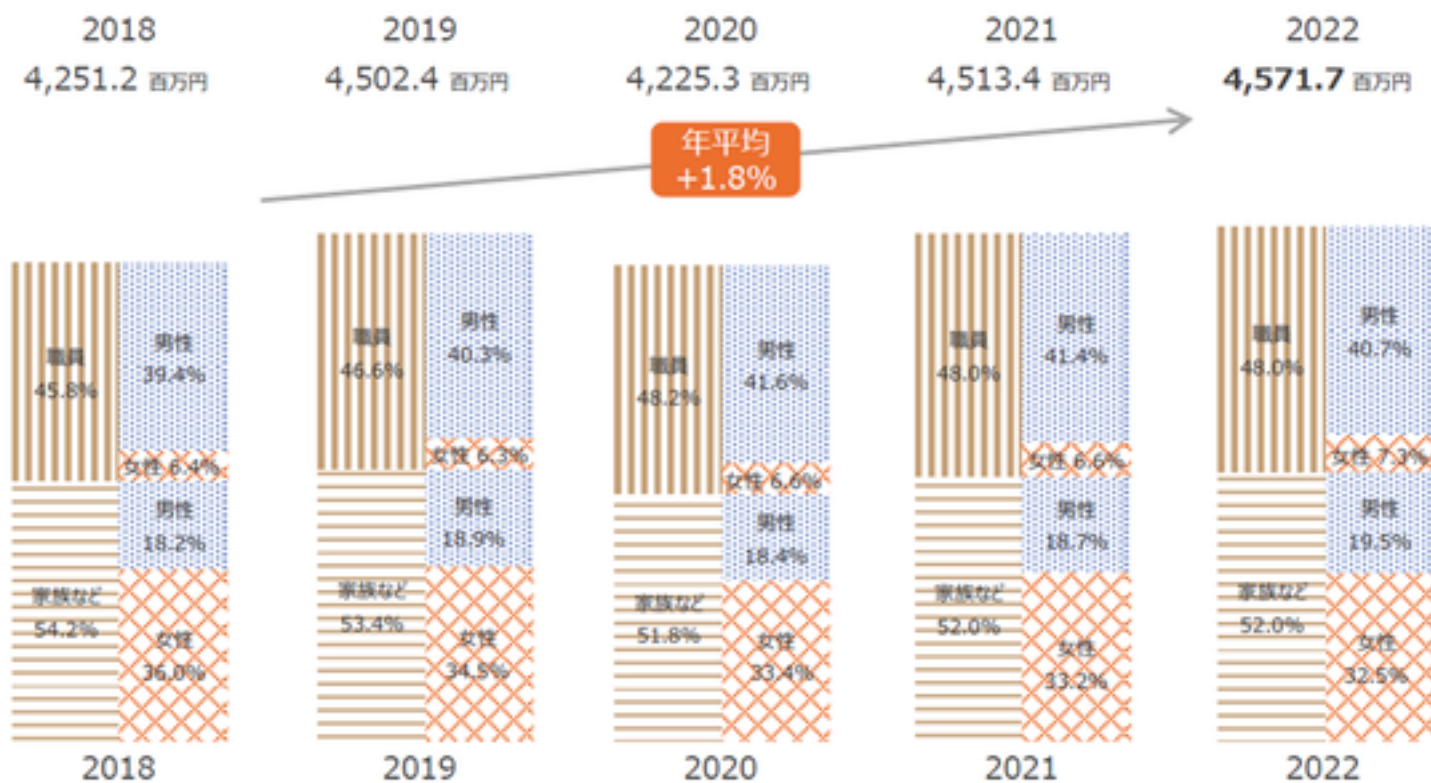 2018
4,251.2 百万円
2019
4,502.4 百万円
2020
4,225.3 百万円
2021
4,513.4 百万円
2022
4,571.7 百万円
年平均
+1.8%
職員
45.8%
男性
39.4%
女性 6.4%
男性
18.2%
家族など
54.2%
女性
36.0%
2018
職員
46.6%
男性
40.3%
女性 6.3%
男性
18.9%
家族など
53.4%
女性
34.5%
2019
職員
48.2%
男性
41.6%
女性 6.6%
男性
18.4%
家族など
51.8%
女性
33.4%
2020
職員
48.0%
男性
41.4%
女性 6.6%
男性
18.7%
家族など
52.0%
女性
33.2%
2021
職員
48.0%
男性
40.7%
女性 7.3%
男性
19.5%
家族など
52.0%
女性
32.5%
2022